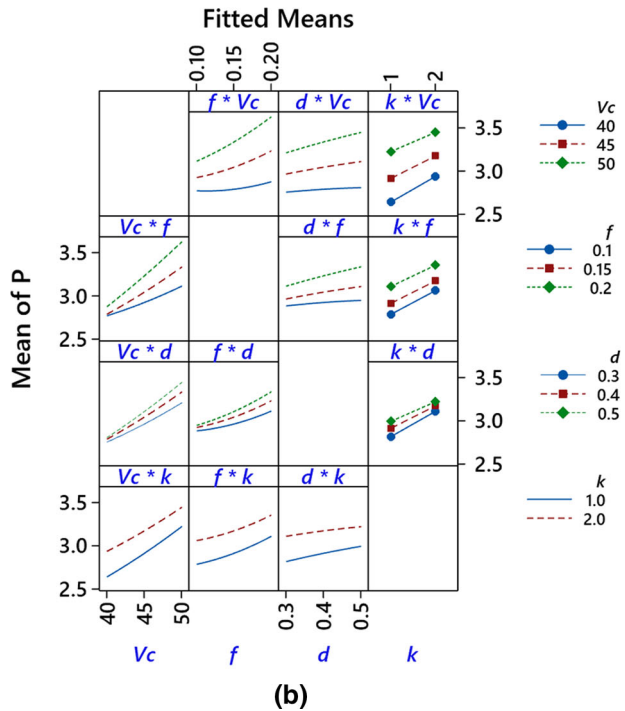 Fitted Means
0.10 0.15 0.20 1 2
f * Vc d * Vc k * Vc
3.5
3.0
2.5
Vc
40
45
50
Vc * f d * f k * f
3.5
3.0
2.5
f
0.1
0.15
0.2
Mean of P
Vc * d f * d k * d
3.5
3.0
2.5
d
0.3
0.4
0.5
Vc * k f * k d * k
3.5
3.0
2.5
k
1.0
2.0
40 45 50 0.3 0.4 0.5
Vc f d k
(b)